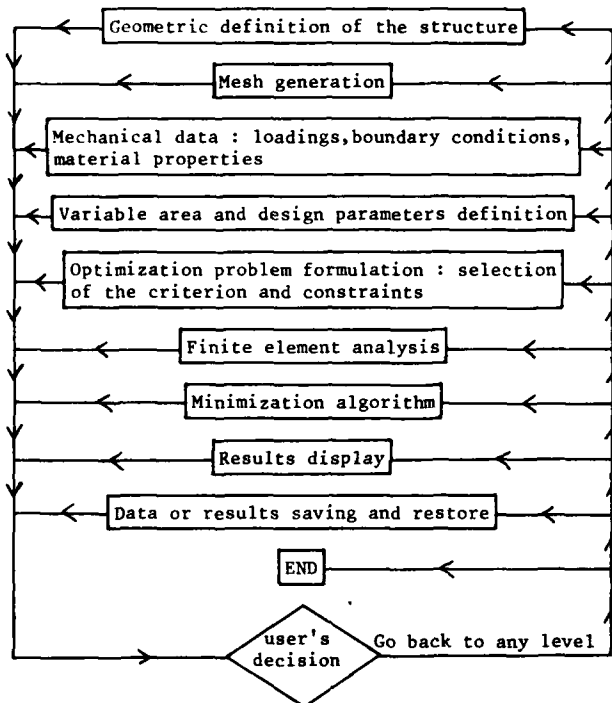 Geometric definition of the structure
Mesh generation
Mechanical data : loadings,boundary conditions,
material properties
Variable area and design parameters definition
Optimization problem formulation : selection
of the criterion and constraints
Finite element analysis
Minimization algorithm
Results display
Data or results saving and restore
END
user's
decision
Go back to any level